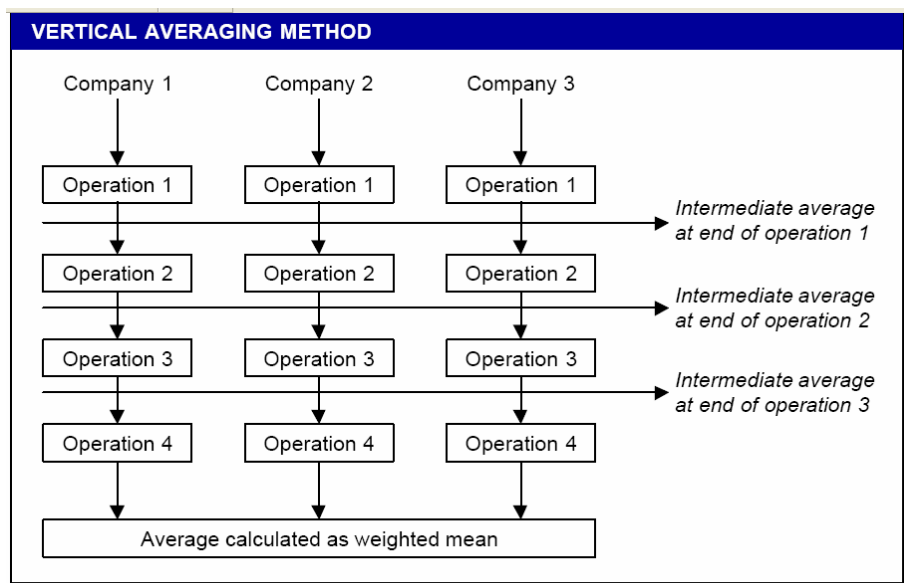 VERTICAL AVERAGING METHOD
Company 1 Company 2 Company 3
Operation 1 Operation 1 Operation 1
Intermediate average
at end of operation 1
Operation 2 Operation 2 Operation 2
Intermediate average
at end of operation 2
Operation 3 Operation 3 Operation 3
Intermediate average
at end of operation 3
Operation 4 Operation 4 Operation 4
Average calculated as weighted mean